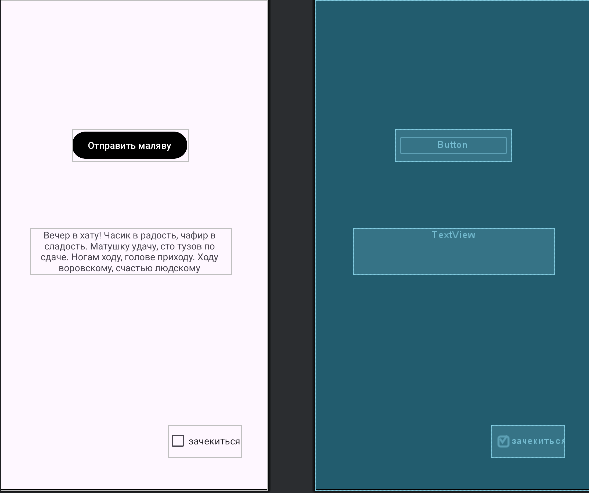 Отправить маляву
Button
Вечер в хату! Часик в радость, чафир в
сладость. Матушку удачу, сто тузов по
сдаче. Ногам ходу, голове приходу. Ходу
воровскому, счастью людскому
TextView
зачекиться
зачекиться